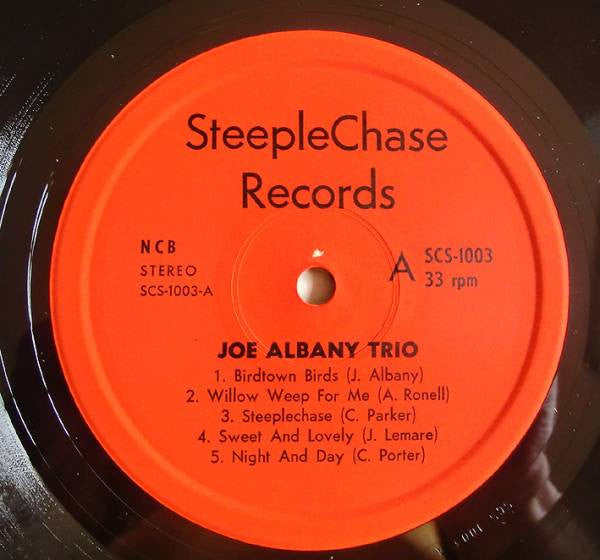 SteepleChase
Records
NCB
STEREO
SCS-1003-A
A
SCS-1003
33 rpm
JOE ALBANY TRIO
1. Birdtown Birds (J. Albany)
2. Willow Weep For Me (A. Ronell)
3. Steeplechase (C. Parker)
4. Sweet And Lovely (J. Lemare)
5. Night And Day (C. Porter)